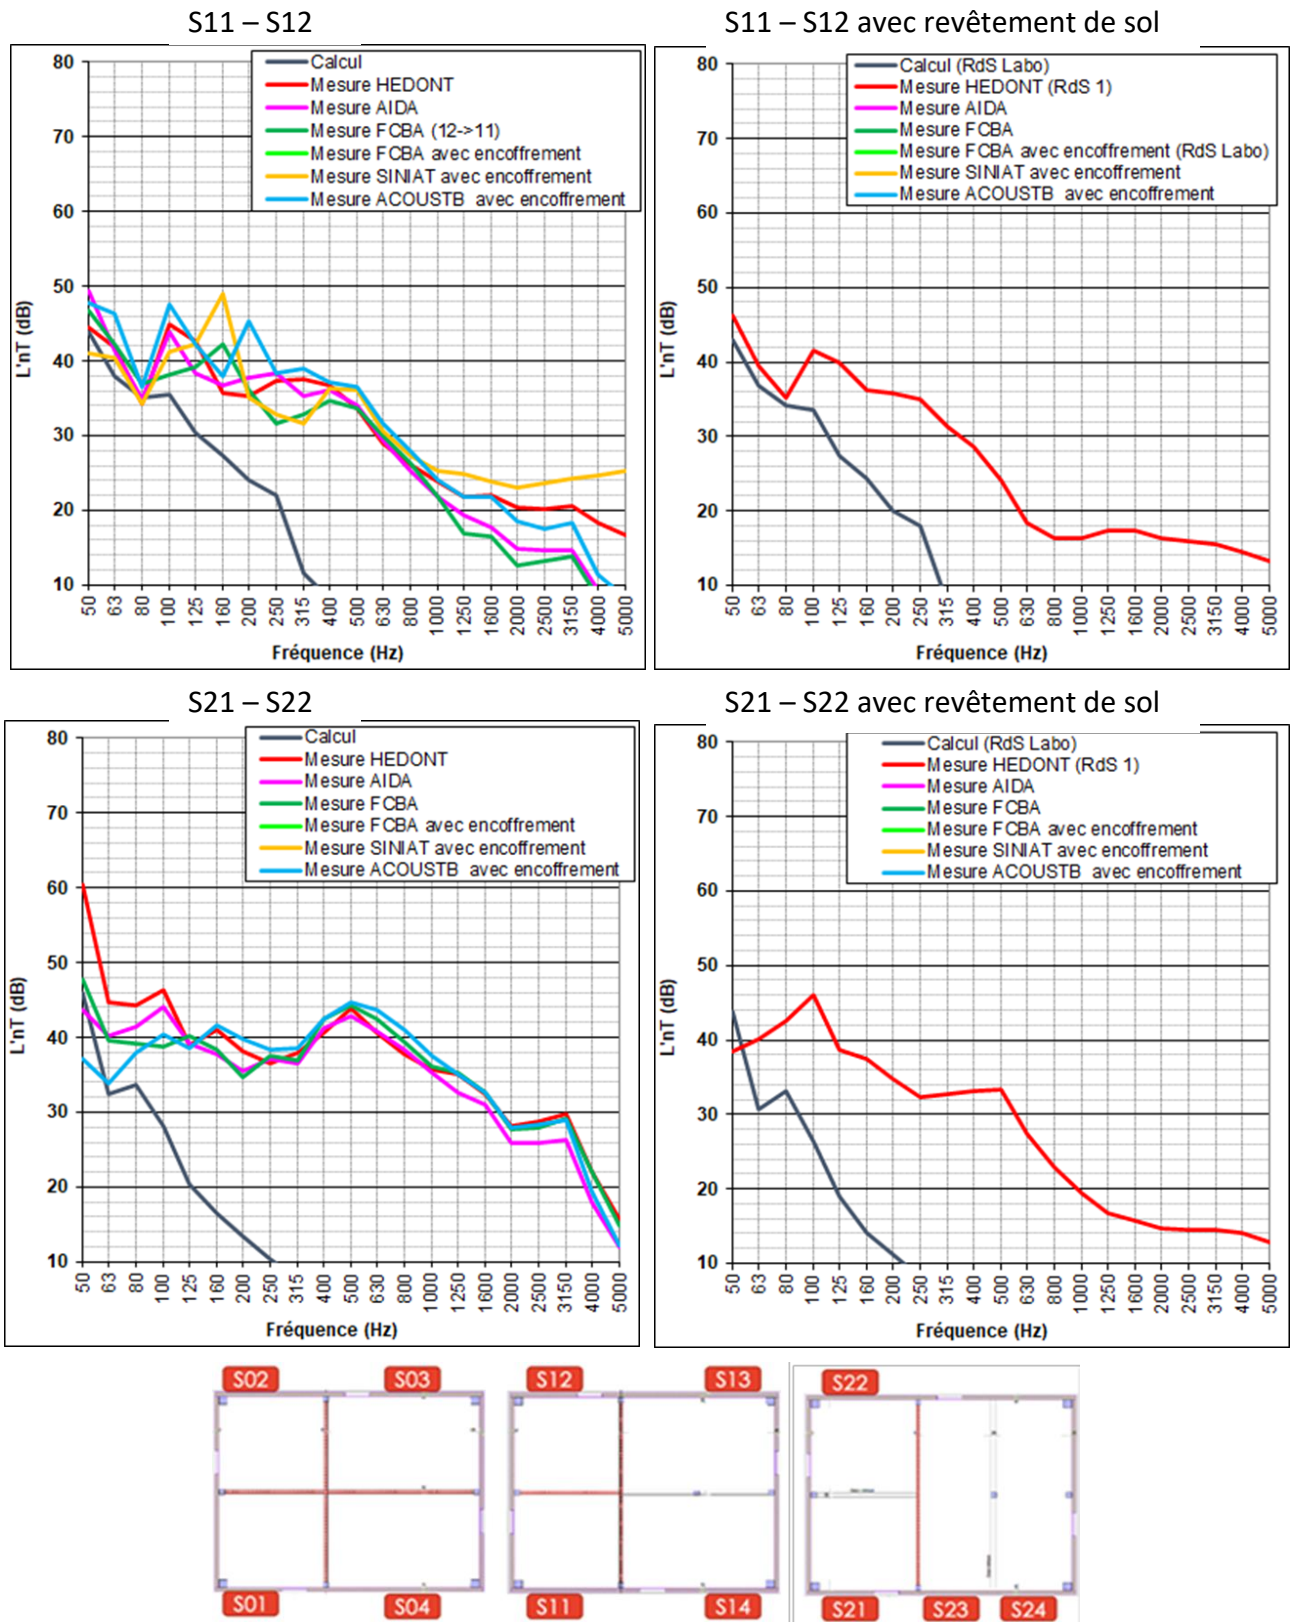 S11 – S12
80
70
60
50
40
30
20
10
L'nT (dB)
Calcul
Mesure HEDONT
Mesure AIDA
Mesure FCBA (12->11)
Mesure FCBA avec encoffrement
Mesure SINIAT avec encoffrement
Mesure ACOUSTB avec encoffrement
50 63 80 100 125 160 200 250 315 400 500 630 800 1000 1250 1600 2000 2500 3150 4000 5000
Fréquence (Hz)
S11 – S12 avec revêtement de sol
80
70
60
50
40
30
20
10
L'nT (dB)
Calcul (RdS Labo)
Mesure HEDONT (RdS 1)
Mesure AIDA
Mesure FCBA
Mesure FCBA avec encoffrement (RdS Labo)
Mesure SINIAT avec encoffrement
Mesure ACOUSTB avec encoffrement
50 63 80 100 125 160 200 250 315 400 500 630 800 1000 1250 1600 2000 2500 3150 4000 5000
Fréquence (Hz)
S21 – S22
80
70
60
50
40
30
20
10
L'nT (dB)
Calcul
Mesure HEDONT
Mesure AIDA
Mesure FCBA
Mesure FCBA avec encoffrement
Mesure SINIAT avec encoffrement
Mesure ACOUSTB avec encoffrement
50 63 80 100 125 160 200 250 315 400 500 630 800 1000 1250 1600 2000 2500 3150 4000 5000
Fréquence (Hz)
S21 – S22 avec revêtement de sol
80
70
60
50
40
30
20
10
L'nT (dB)
Calcul (RdS Labo)
Mesure HEDONT (RdS 1)
Mesure AIDA
Mesure FCBA
Mesure FCBA avec encoffrement
Mesure SINIAT avec encoffrement
Mesure ACOUSTB avec encoffrement
50 63 80 100 125 160 200 250 315 400 500 630 800 1000 1250 1600 2000 2500 3150 4000 5000
Fréquence (Hz)
S02 S03
S01 S04
S12 S13
S11 S14
S22
S21 S23 S24